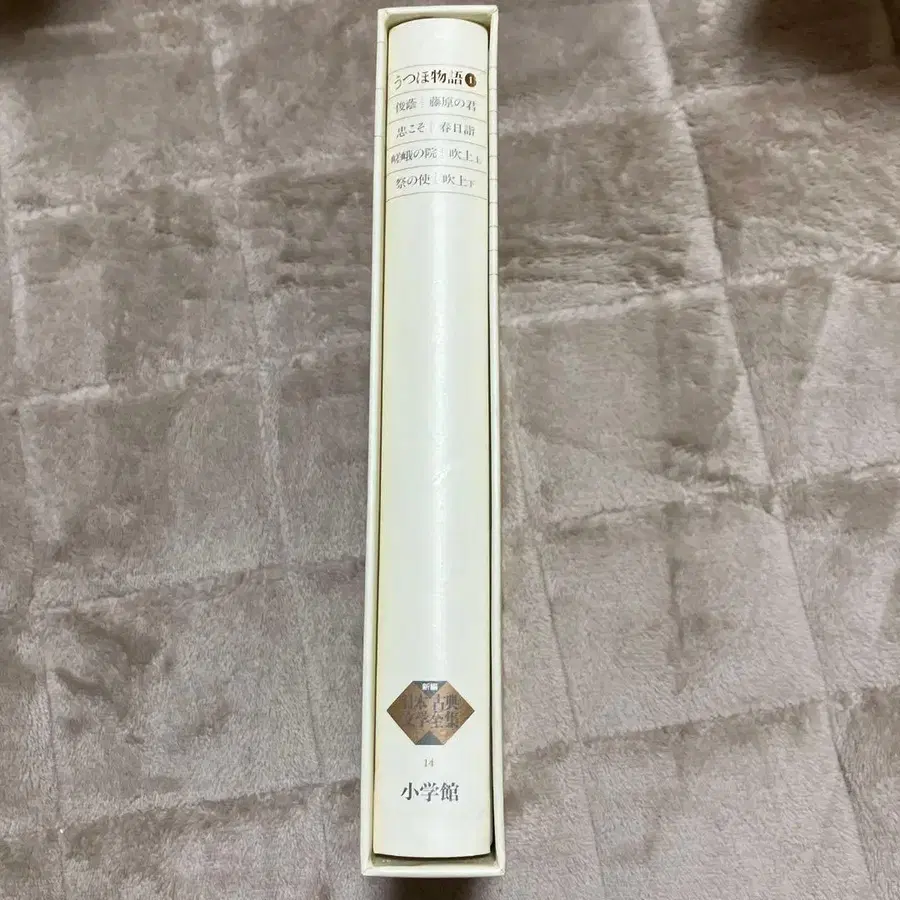 うつほ物語❶
俊蔭｜藤原の君
忠こそ｜春日詣
嵯峨の院｜吹上上
祭の使｜吹上下
新編
日本古典
文学全集
14
小学館